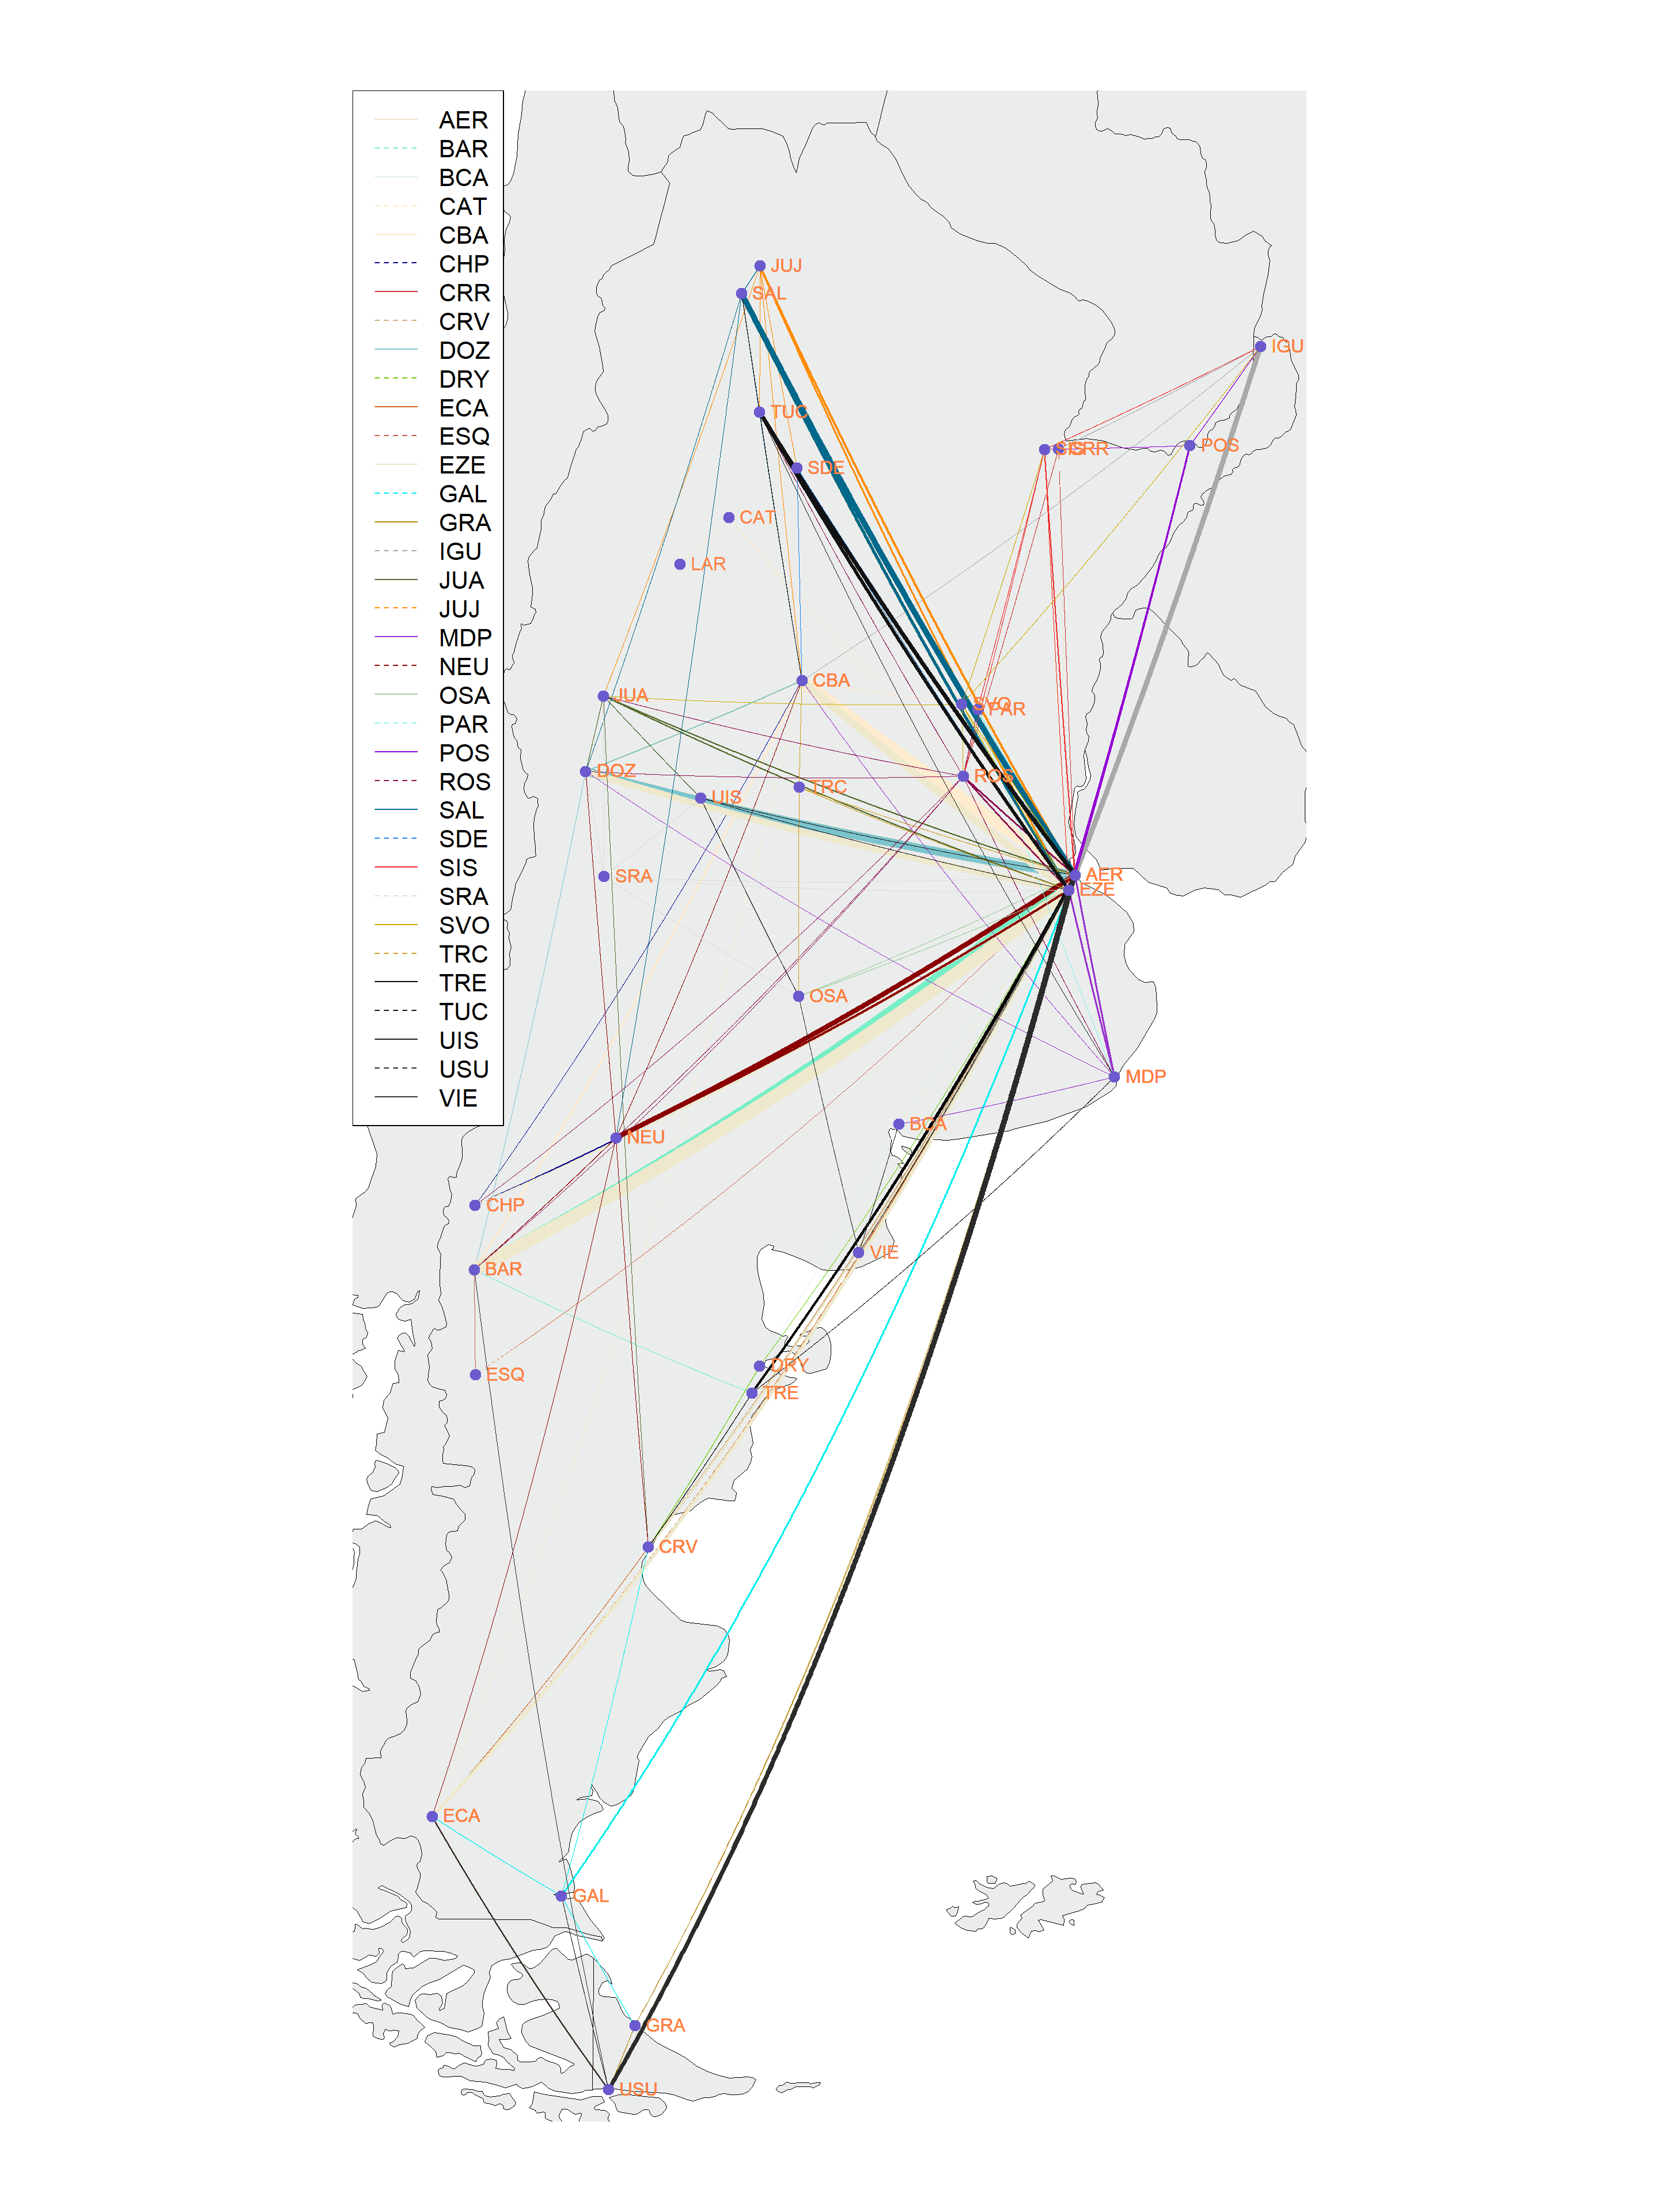 AER
BAR
BCA
CAT
CBA
CHP
CRR
CRV
DOZ
DRY
ECA
ESQ
EZE
GAL
GRA
IGU
JUA
JUJ
MDP
NEU
OSA
PAR
POS
ROS
SAL
SDE
SIS
SRA
SVO
TRC
TRE
TUC
UIS
USU
VIE
JUJ
SAL
IGU
TUC
SIS
CRR
POS
SDE
CAT
LAR
CBA
JUA
SVO
PAR
DOZ
ROS
TRC
UIS
SRA
AER
EZE
OSA
MDP
BCA
NEU
CHP
VIE
BAR
DRY
ESQ
TRE
CRV
ECA
GAL
GRA
USU